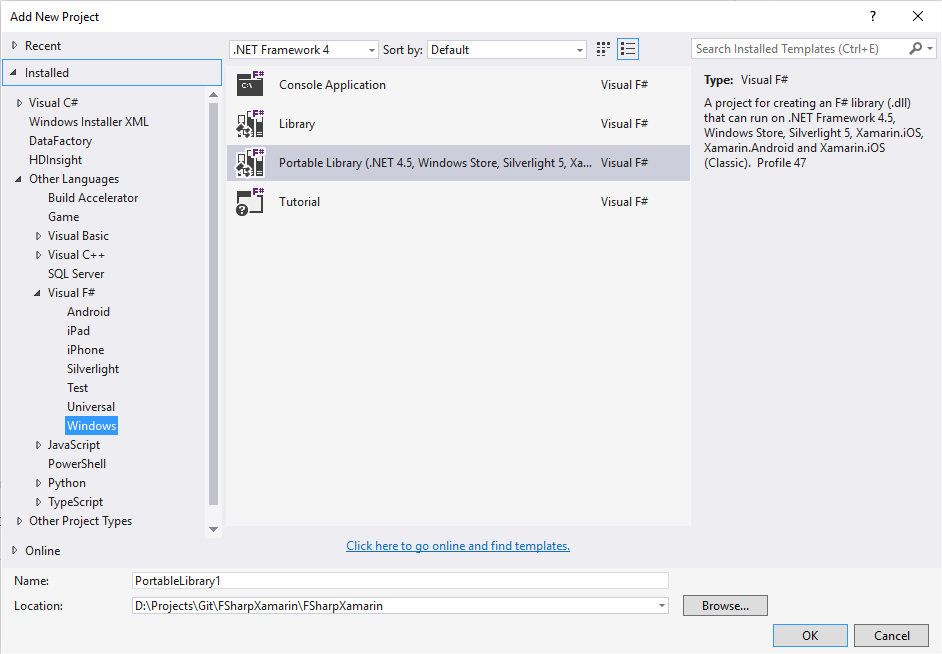 Add New Project
?
Recent
.NET Framework 4
Sort by:
Default
Search Installed Templates (Ctrl+E)
Installed
Visual C#
Windows Installer XML
DataFactory
HDInsight
Other Languages
Build Accelerator
Game
Visual Basic
Visual C++
SQL Server
Visual F#
Android
iPad
iPhone
Silverlight
Test
Universal
Windows
JavaScript
PowerShell
Python
TypeScript
Other Project Types
Online
F# C:\ Console Application Visual F#
F# Library Visual F#
F# Portable Library (.NET 4.5, Windows Store, Silverlight 5, Xa... Visual F#
F# ? Tutorial Visual F#
Click here to go online and find templates.
Type: Visual F#
A project for creating an F# library (.dll)
that can run on .NET Framework 4.5,
Windows Store, Silverlight 5, Xamarin.iOS,
Xamarin.Android and Xamarin.iOS
(Classic). Profile 47
Name:
PortableLibrary1
Location:
D:\Projects\Git\FSharpXamarin\FSharpXamarin
Browse...
OK
Cancel